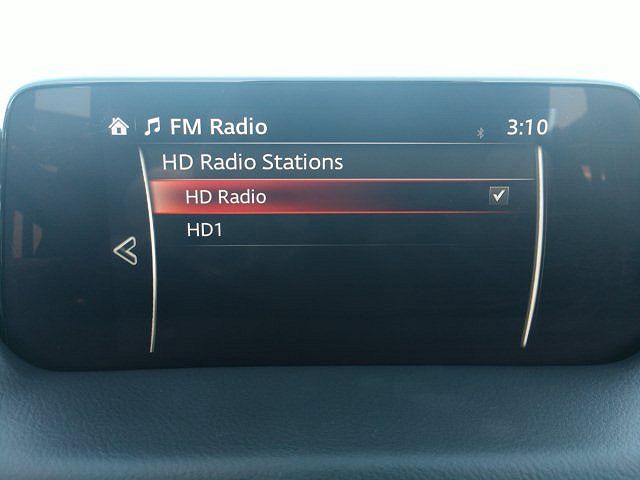 FM Radio 3:10
HD Radio Stations
HD Radio
HD1